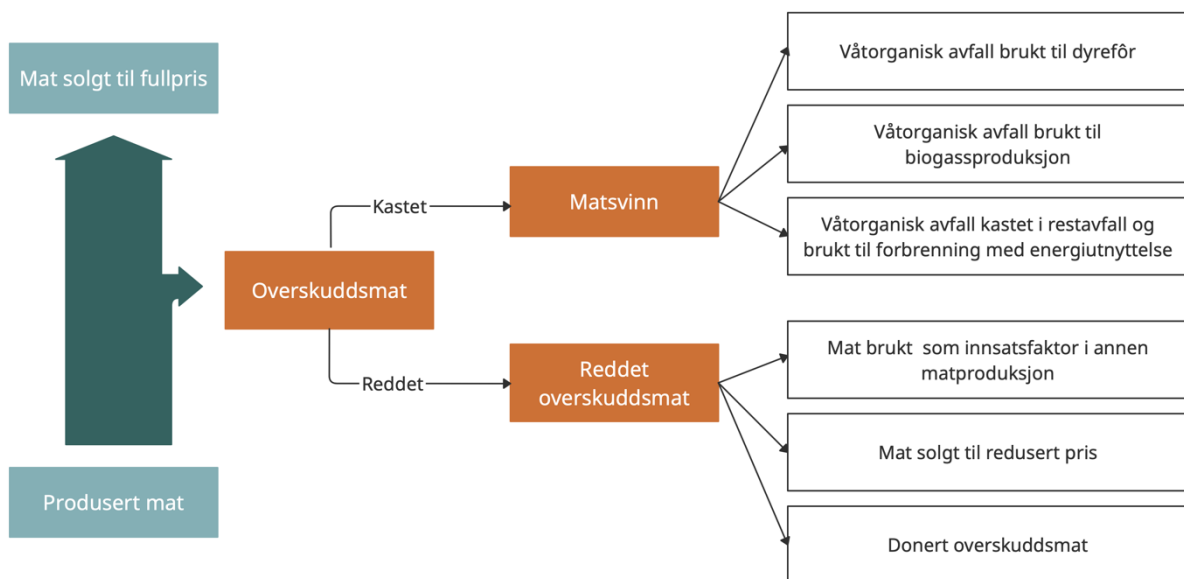 Mat solgt til fullpris
Produsert mat
Overskuddsmat
Kastet
Reddet
Matsvinn
Reddet
overskuddsmat
Våtorganisk avfall brukt til dyrefôr
Våtorganisk avfall brukt til
biogassproduksjon
Våtorganisk avfall kastet i restavfall og
brukt til forbrenning med energiutnyttelse
Mat brukt  som innsatsfaktor i annen
matproduksjon
Mat solgt til redusert pris
Donert overskuddsmat